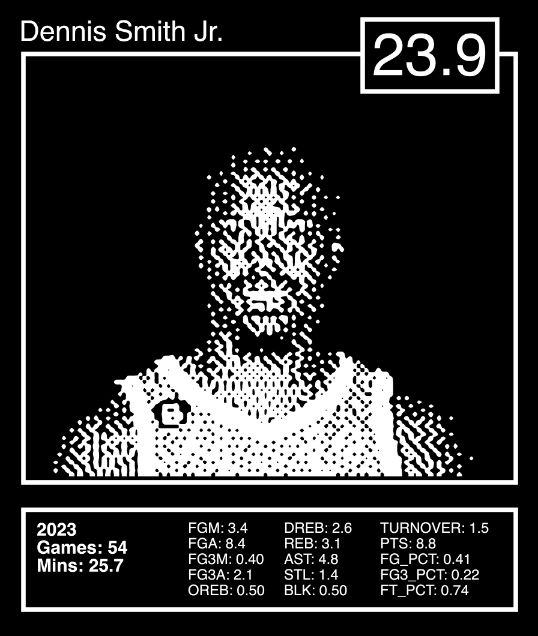 Dennis Smith Jr.
23.9
B
2023
Games: 54
Mins: 25.7
FGM: 3.4
FGA: 8.4
FG3M: 0.40
FG3A: 2.1
OREB: 0.50
DREB: 2.6
REB: 3.1
AST: 4.8
STL: 1.4
BLK: 0.50
TURNOVER: 1.5
PTS: 8.8
FG_PCT: 0.41
FG3_PCT: 0.22
FT_PCT: 0.74